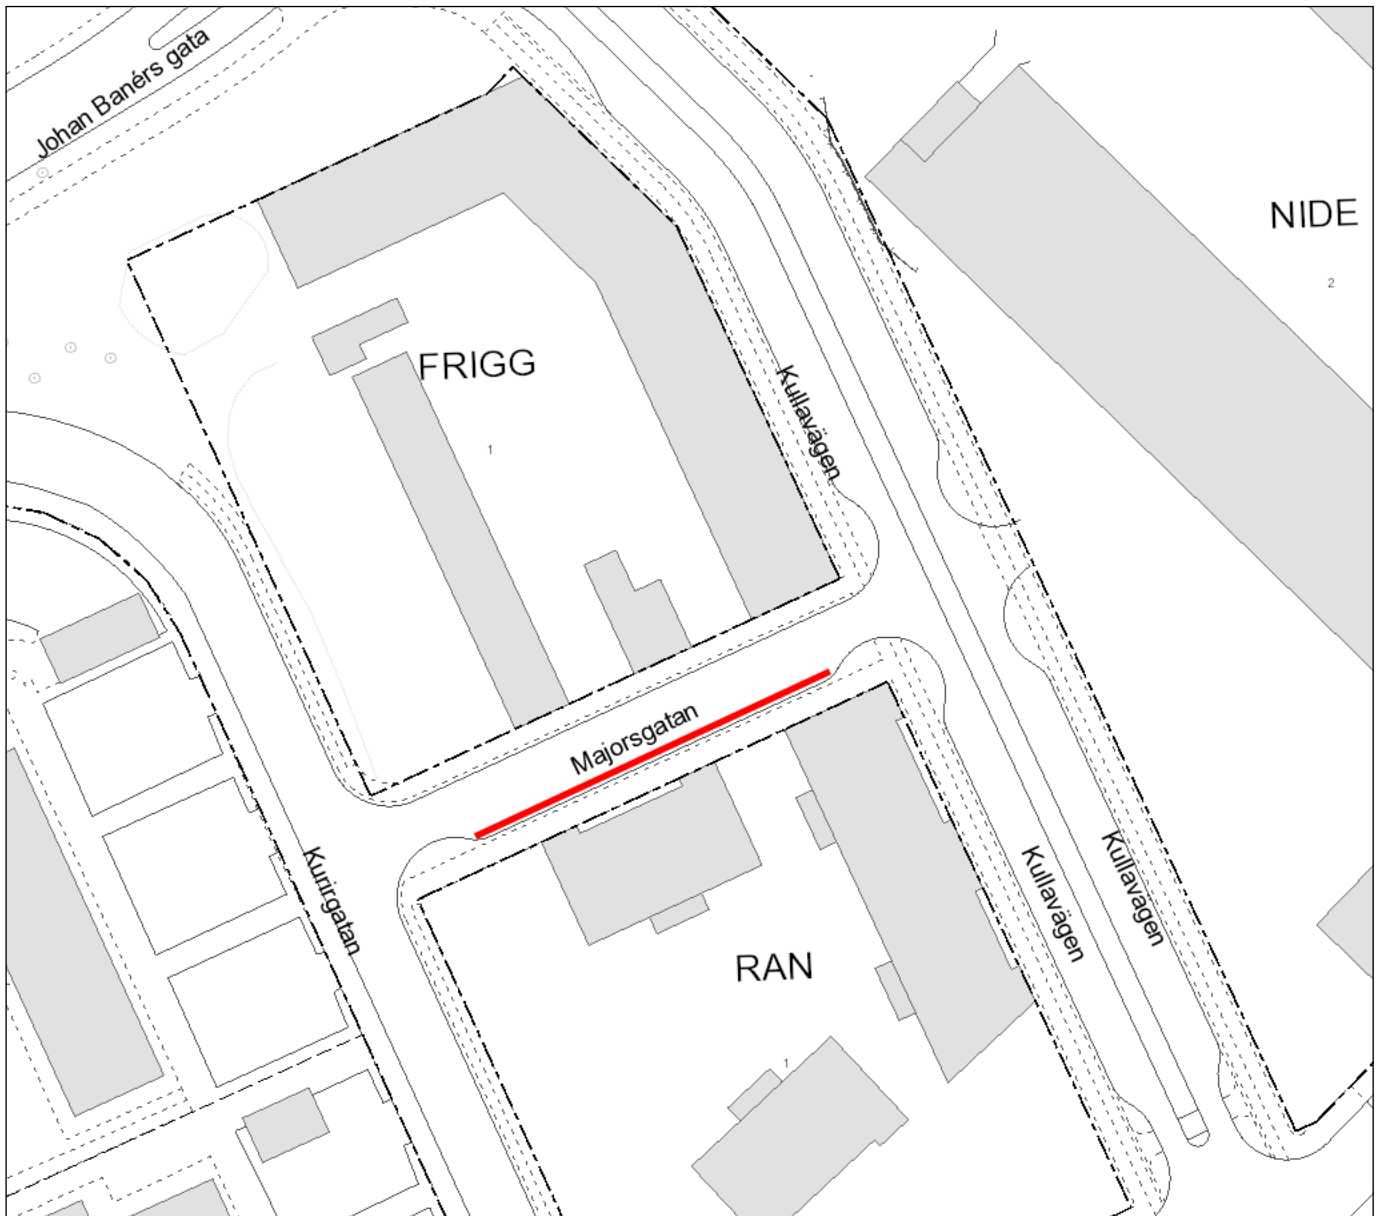 Johan Banérs gata
NIDE
2
FRIGG
Kullavägen
1
Majorsgatan
Kurirgatan
Kullavägen
Kullavägen
RAN
1